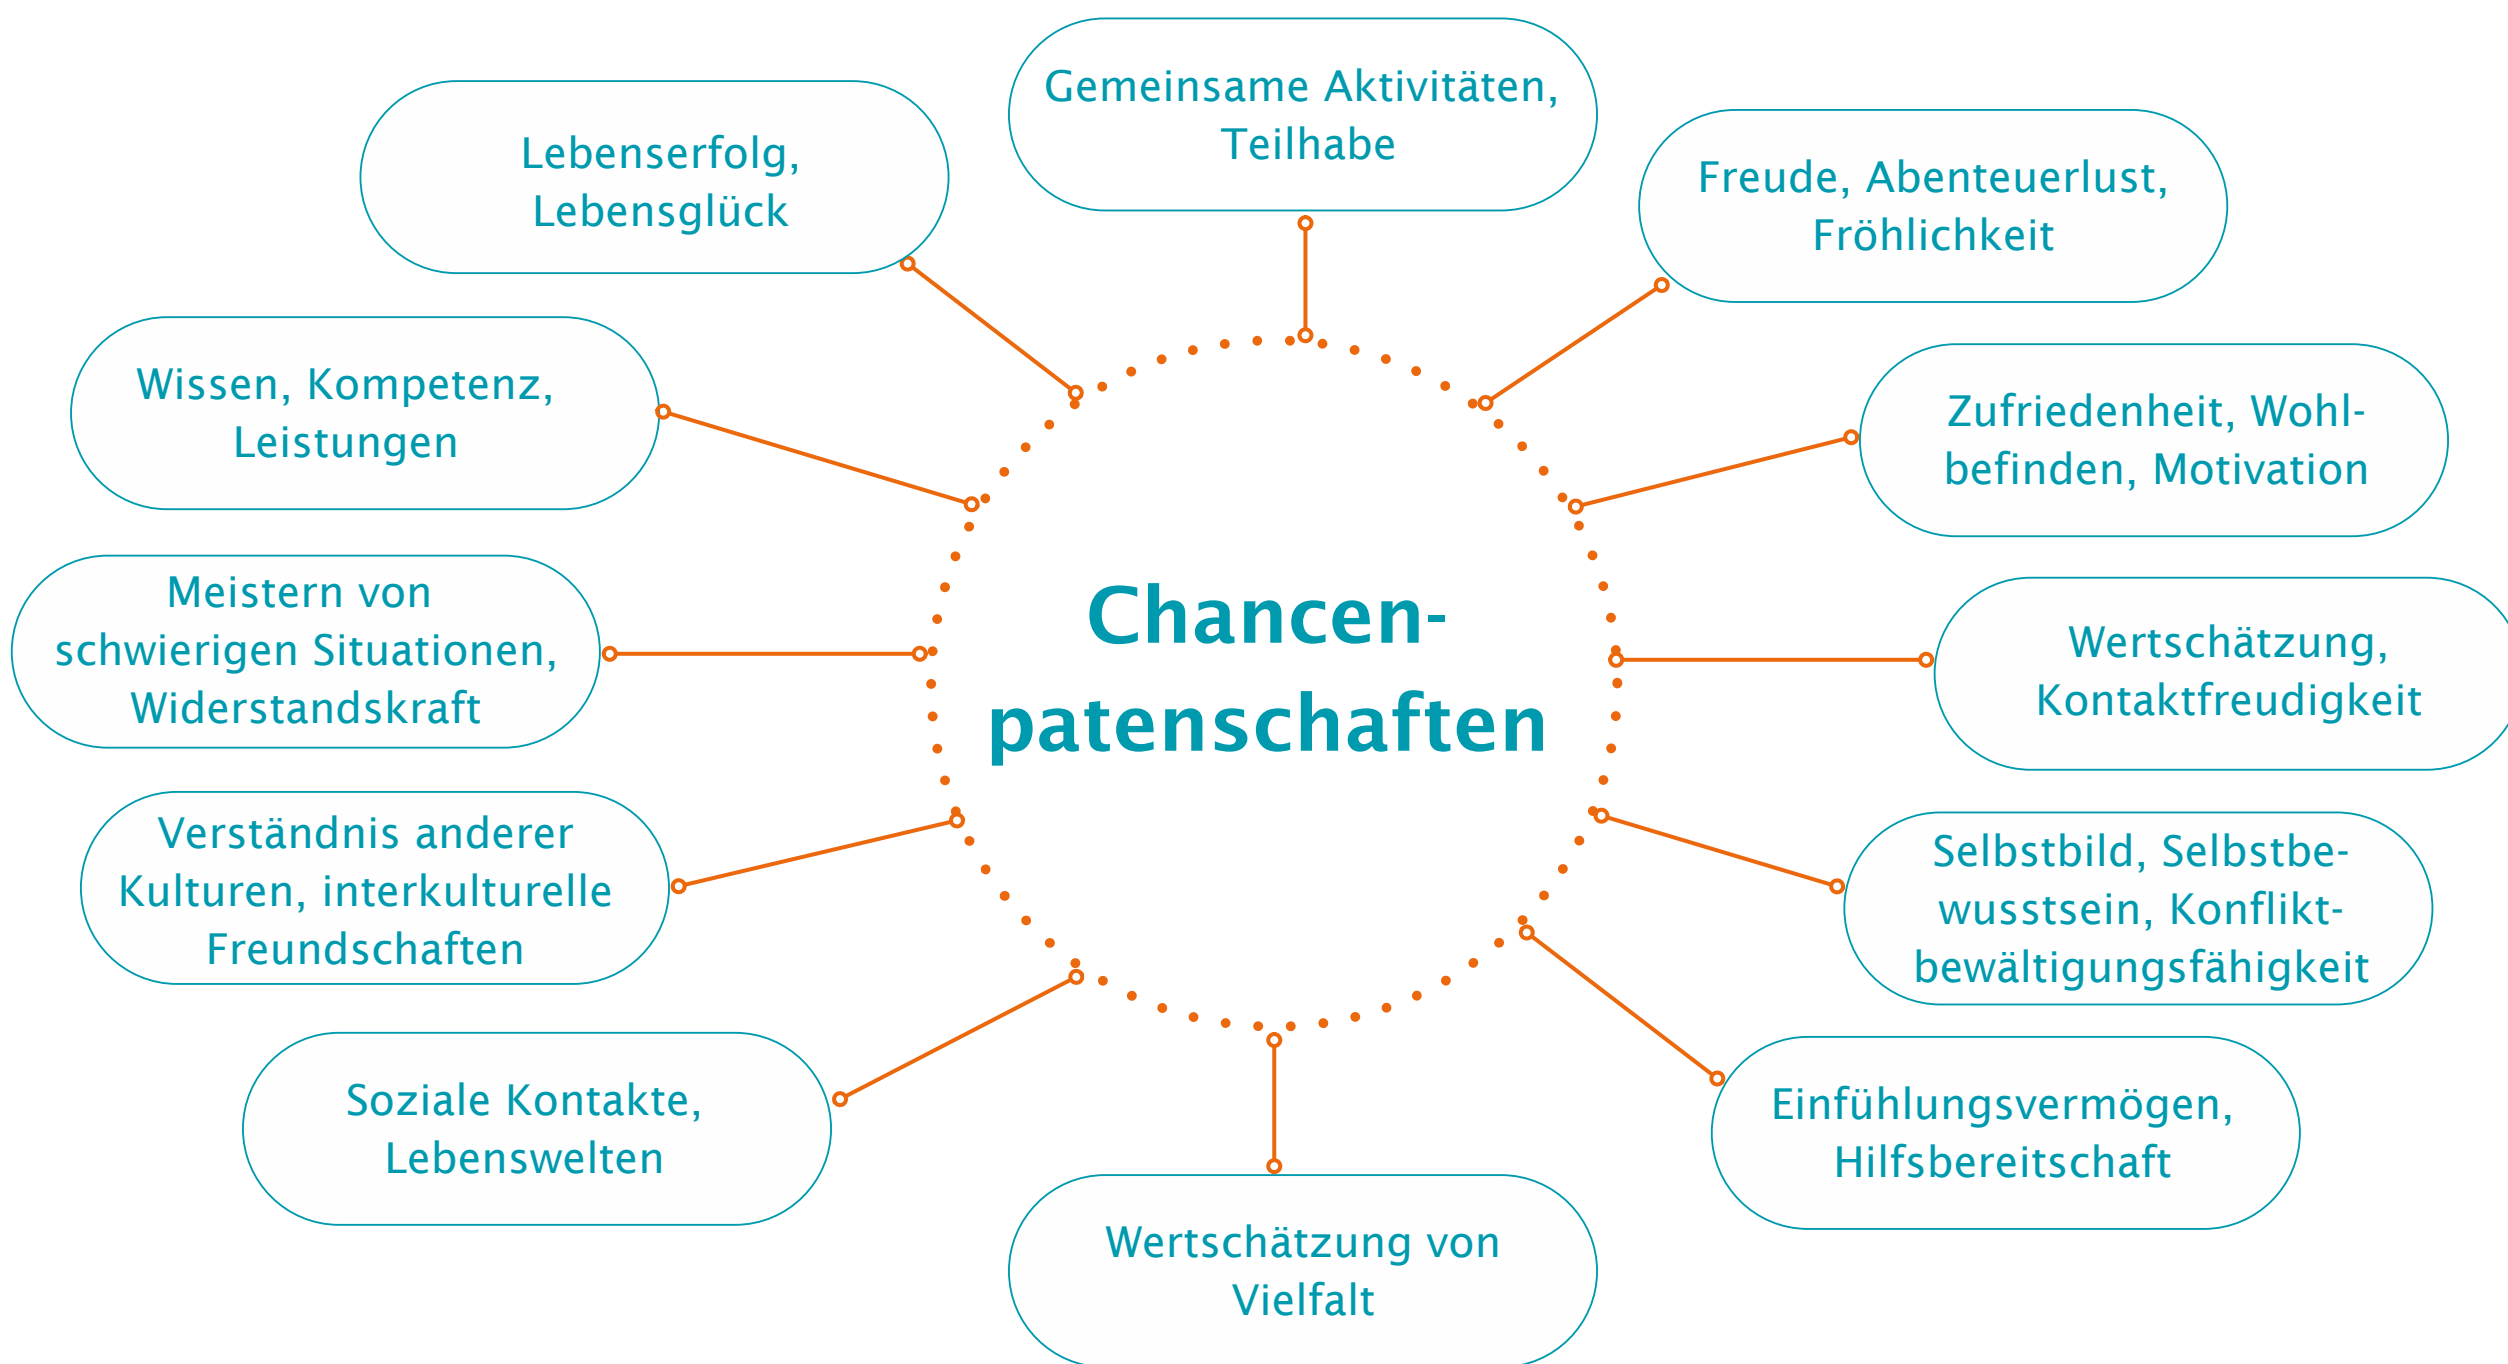 Gemeinsame Aktivitäten,
Teilhabe
Lebenserfolg,
Lebensglück
Freude, Abenteuerlust,
Fröhlichkeit
Wissen, Kompetenz,
Leistungen
Zufriedenheit, Wohl-
befinden, Motivation
Meistern von
schwierigen Situationen,
Widerstandskraft
Chancen-
patenschaften
Wertschätzung,
Kontaktfreudigkeit
Verständnis anderer
Kulturen, interkulturelle
Freundschaften
Selbstbild, Selbstbe-
wusstsein, Konflikt-
bewältigungsfähigkeit
Soziale Kontakte,
Lebenswelten
Einfühlungsvermögen,
Hilfsbereitschaft
Wertschätzung von
Vielfalt